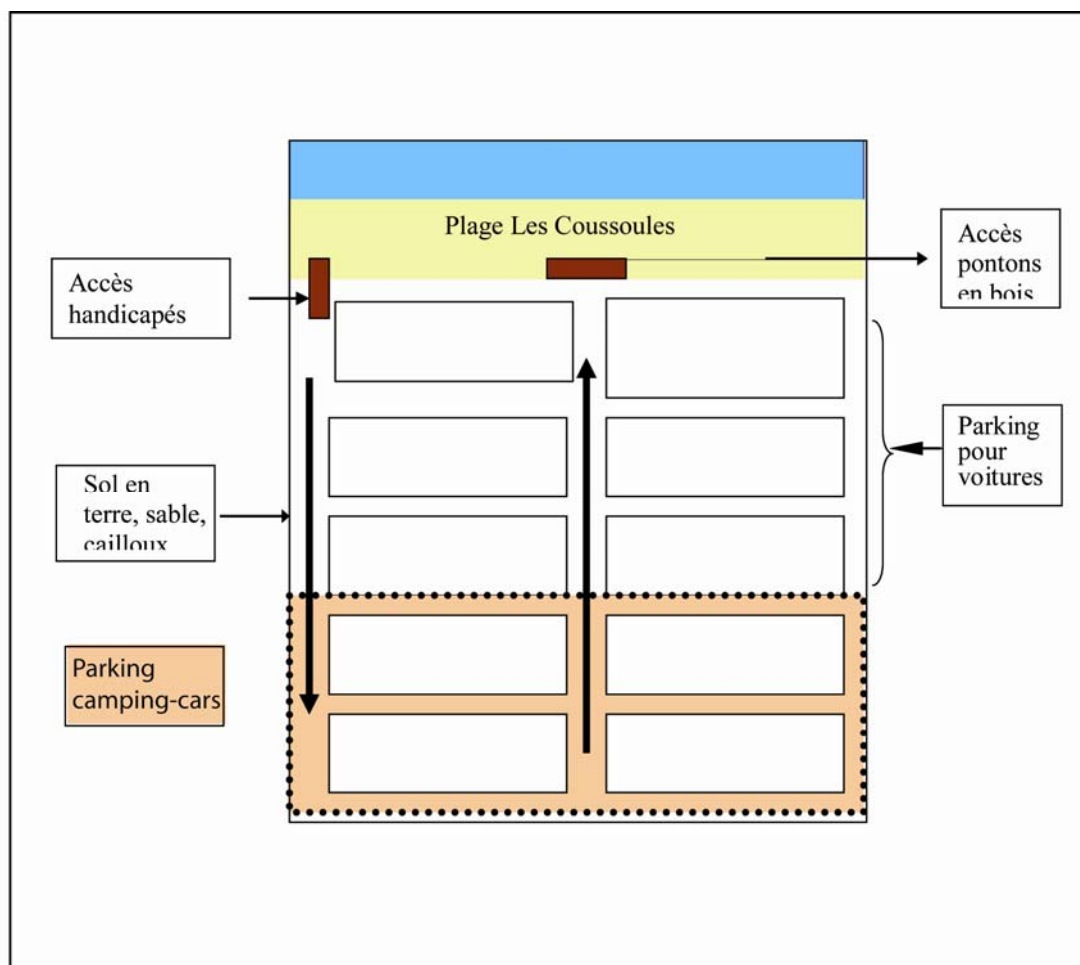 Plage Les Coussoules
Accès
pontons
en bois
Accès
handicapés
Parking
pour
voitures
Sol en
terre, sable,
cailloux
Parking
camping-cars